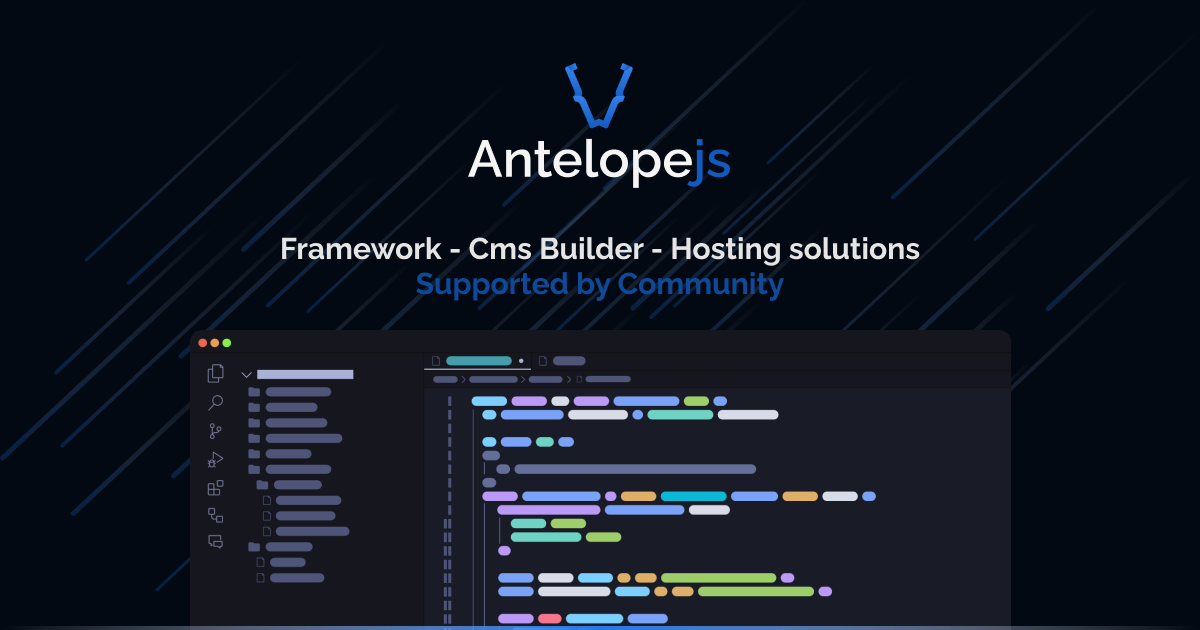 Antelopejs
Framework - Cms Builder - Hosting solutions
Supported by Community